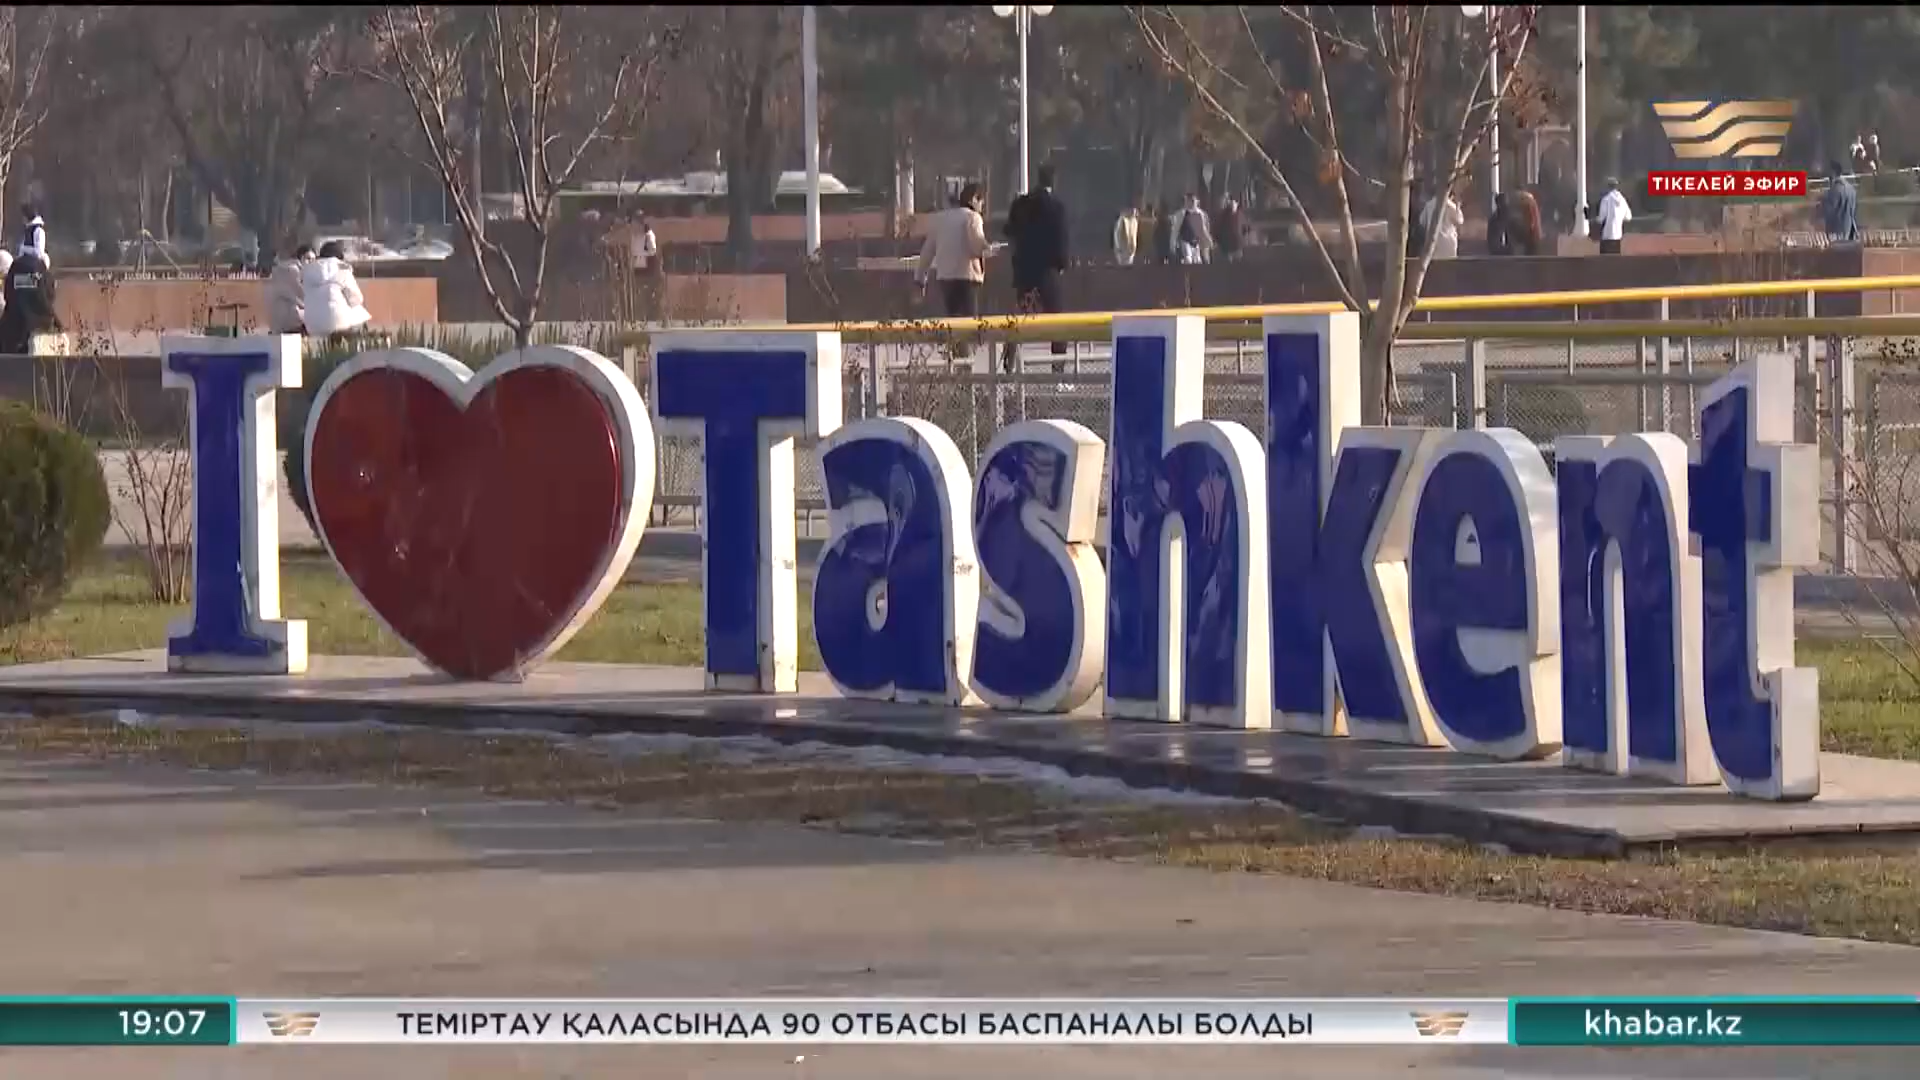 ТІКЕЛЕЙ ЭФИР
I Tashkent
19:07 ТЕМІРТАУ ҚАЛАСЫНДА 90 ОТБАСЫ БАСПАНАЛЫ БОЛДЫ khabar.kz